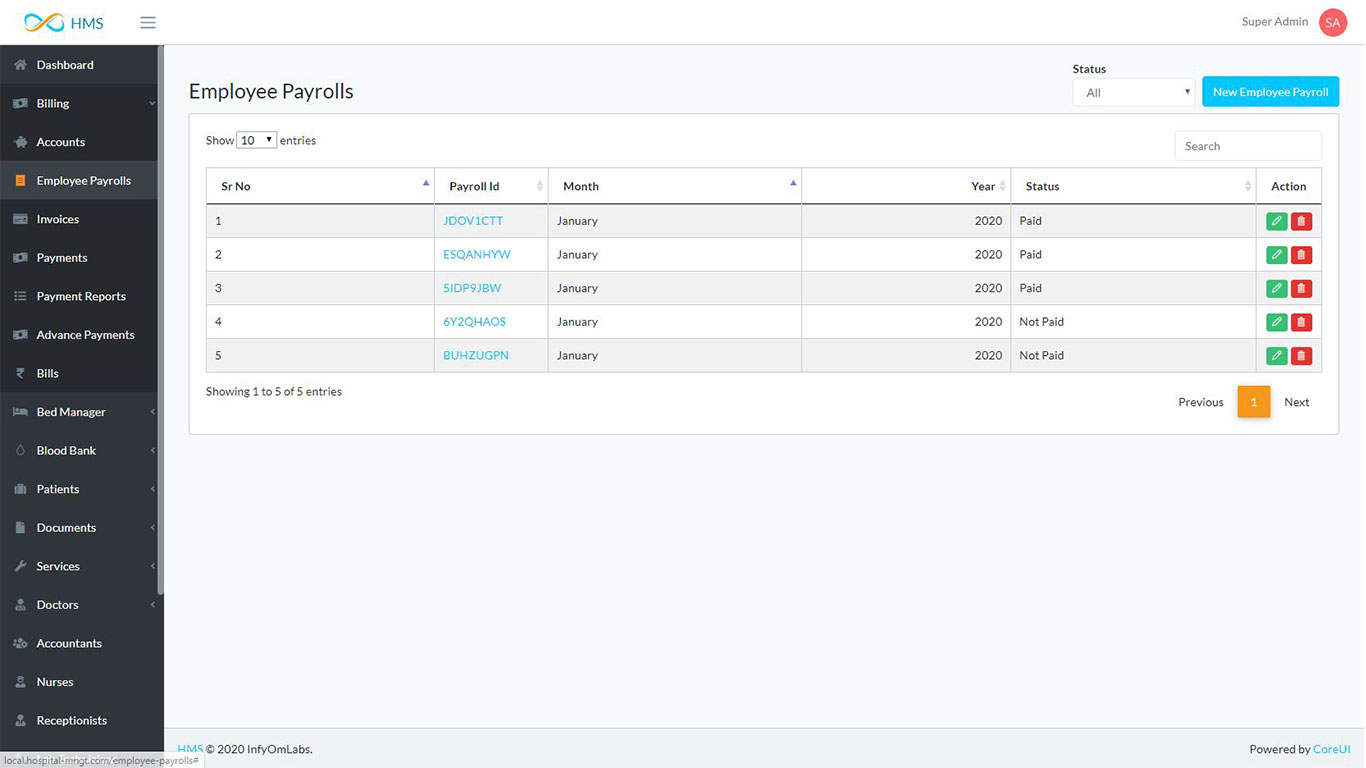 HMS
Super Admin SA
Dashboard
Billing
Accounts
Employee Payrolls
Invoices
Payments
Payment Reports
Advance Payments
Bills
Bed Manager
Blood Bank
Patients
Documents
Services
Doctors
Accountants
Nurses
Receptionists
local.hospital-mngt.com/employee-payrolls#
Employee Payrolls
Status
All
New Employee Payroll
Show 10 entries
Search
Sr No Payroll Id Month Year Status Action
1 JDOV1CTT January 2020 Paid
2 ESQANHYW January 2020 Paid
3 5IDP9JBW January 2020 Paid
4 6Y2QHAOS January 2020 Not Paid
5 BUHZUGPN January 2020 Not Paid
Showing 1 to 5 of 5 entries
Previous 1 Next
HMS © 2020 InfyOmLabs.
Powered by CoreUI